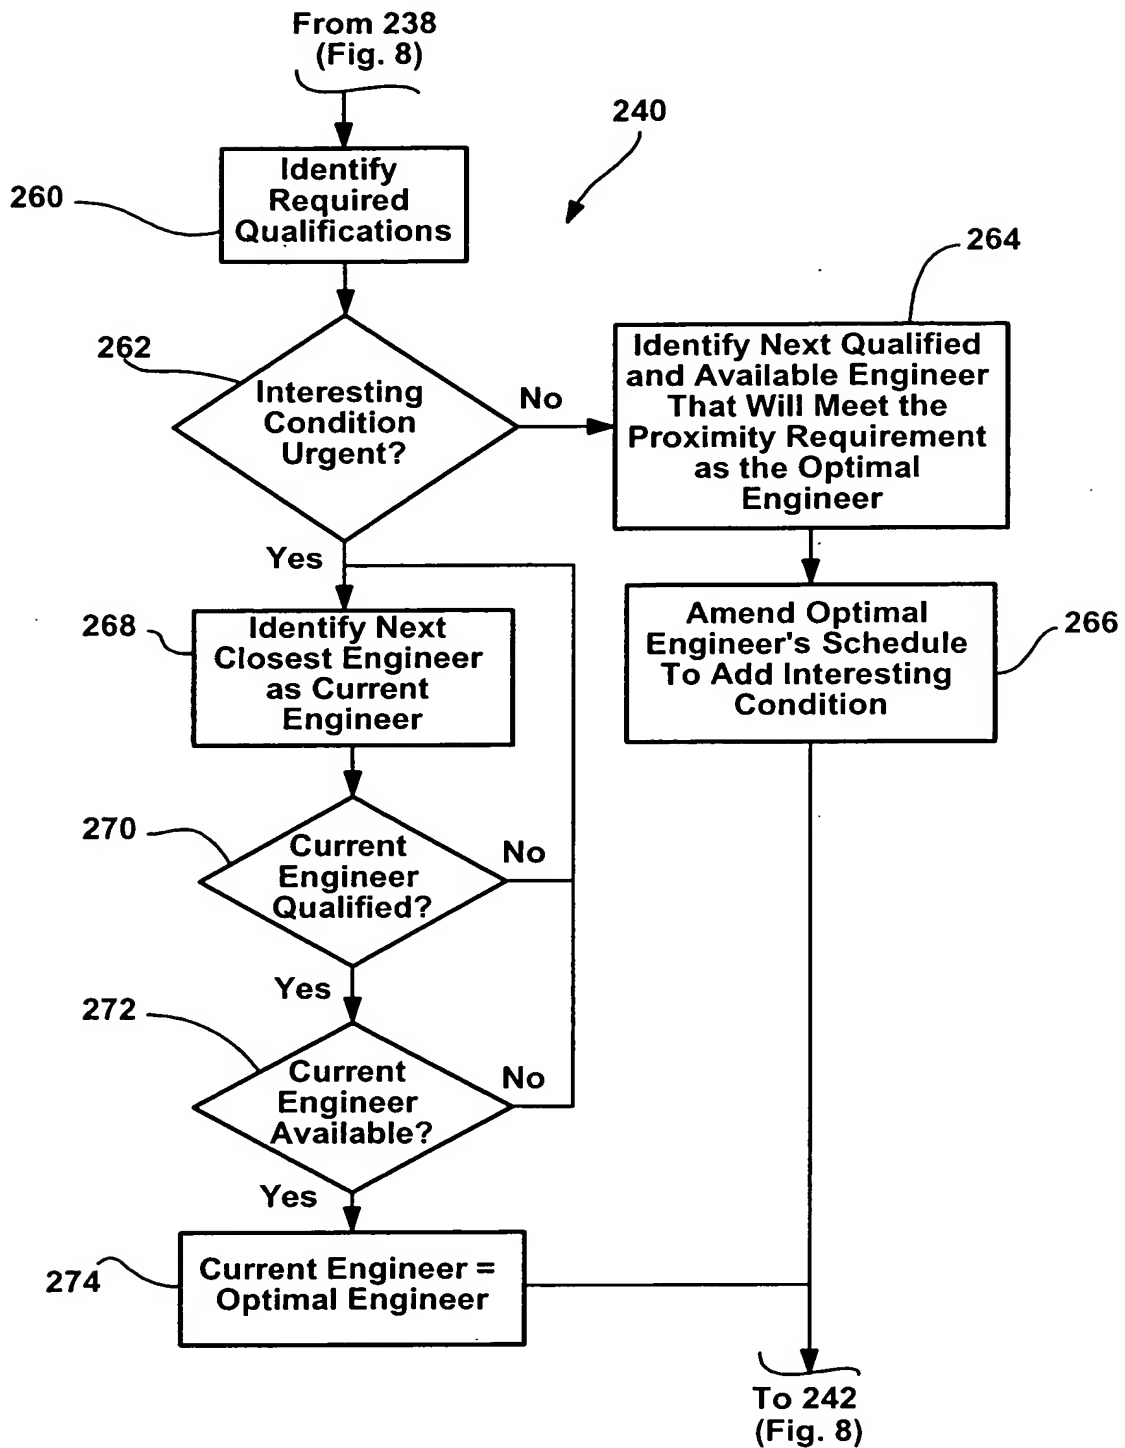 From 238
(Fig. 8)
240
260
Identify
Required
Qualifications
264
262
Interesting
Condition
Urgent?
No
Identify Next Qualified
and Available Engineer
That Will Meet the
Proximity Requirement
as the Optimal
Engineer
Yes
268
Identify Next
Closest Engineer
as Current
Engineer
Amend Optimal
Engineer's Schedule
To Add Interesting
Condition
266
270
Current
Engineer
Qualified?
No
Yes
272
Current
Engineer
Available?
No
Yes
274
Current Engineer =
Optimal Engineer
To 242
(Fig. 8)